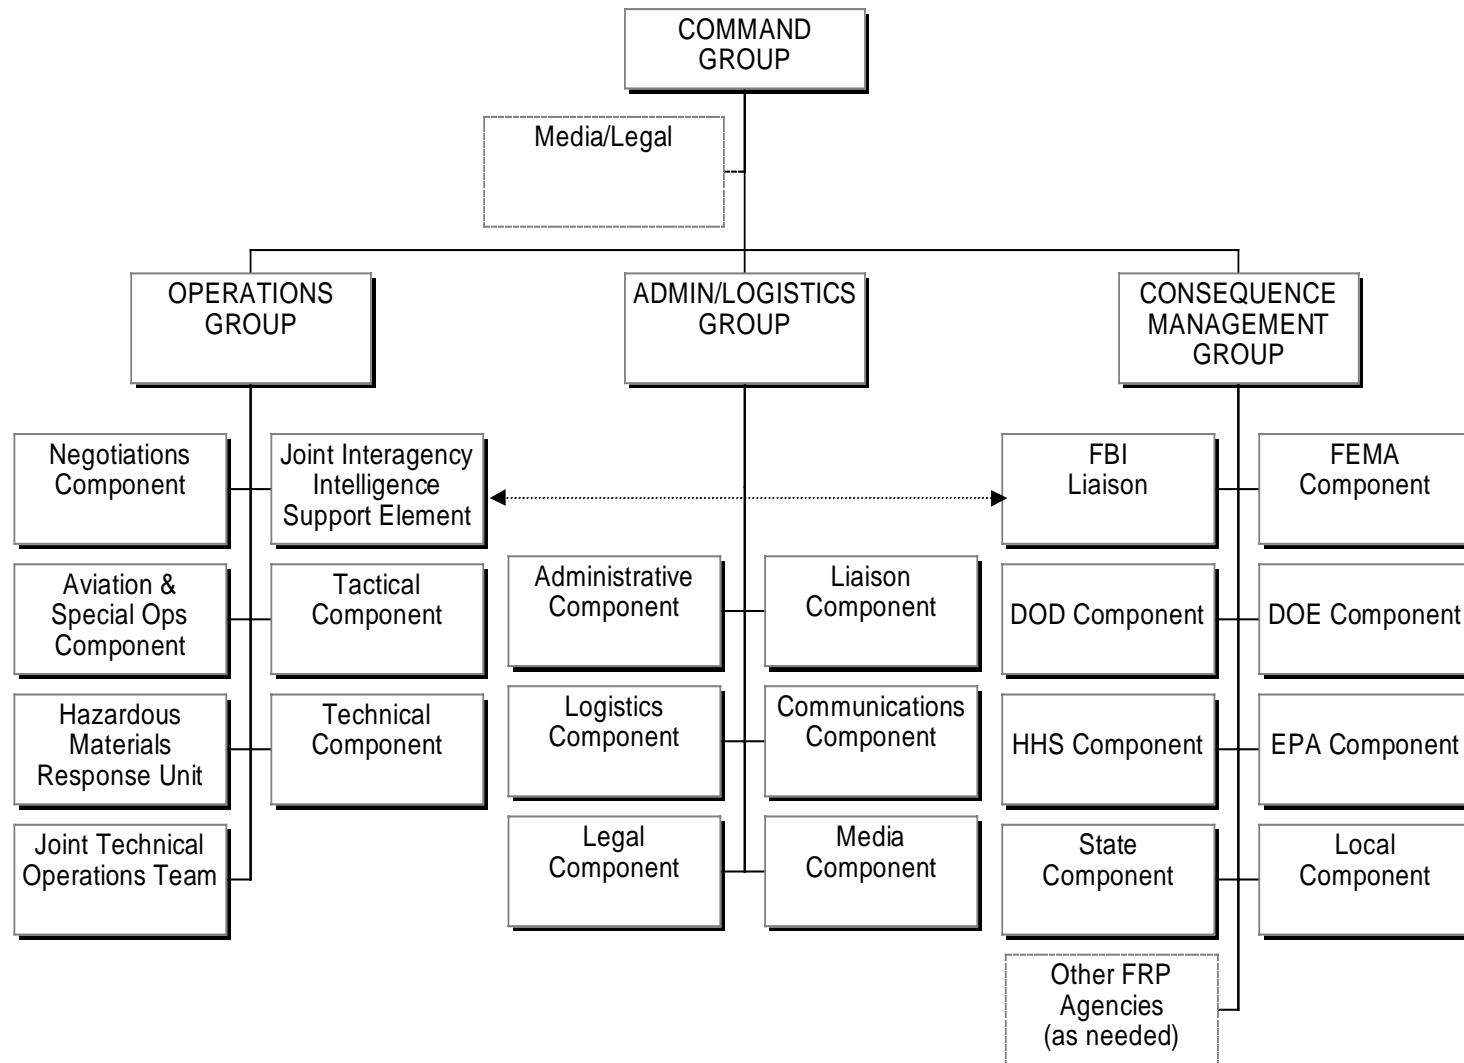 COMMAND
GROUP
Media/Legal
OPERATIONS
GROUP
ADMIN/LOGISTICS
GROUP
CONSEQUENCE
MANAGEMENT
GROUP
Negotiations
Component
Joint Interagency
Intelligence
Support Element
FBI
Liaison
FEMA
Component
Aviation &
Special Ops
Component
Tactical
Component
Administrative
Component
Liaison
Component
DOD Component
DOE Component
Hazardous
Materials
Response Unit
Technical
Component
Logistics
Component
Communications
Component
HHS Component
EPA Component
Joint Technical
Operations Team
Legal
Component
Media
Component
State
Component
Local
Component
Other FRP
Agencies
(as needed)